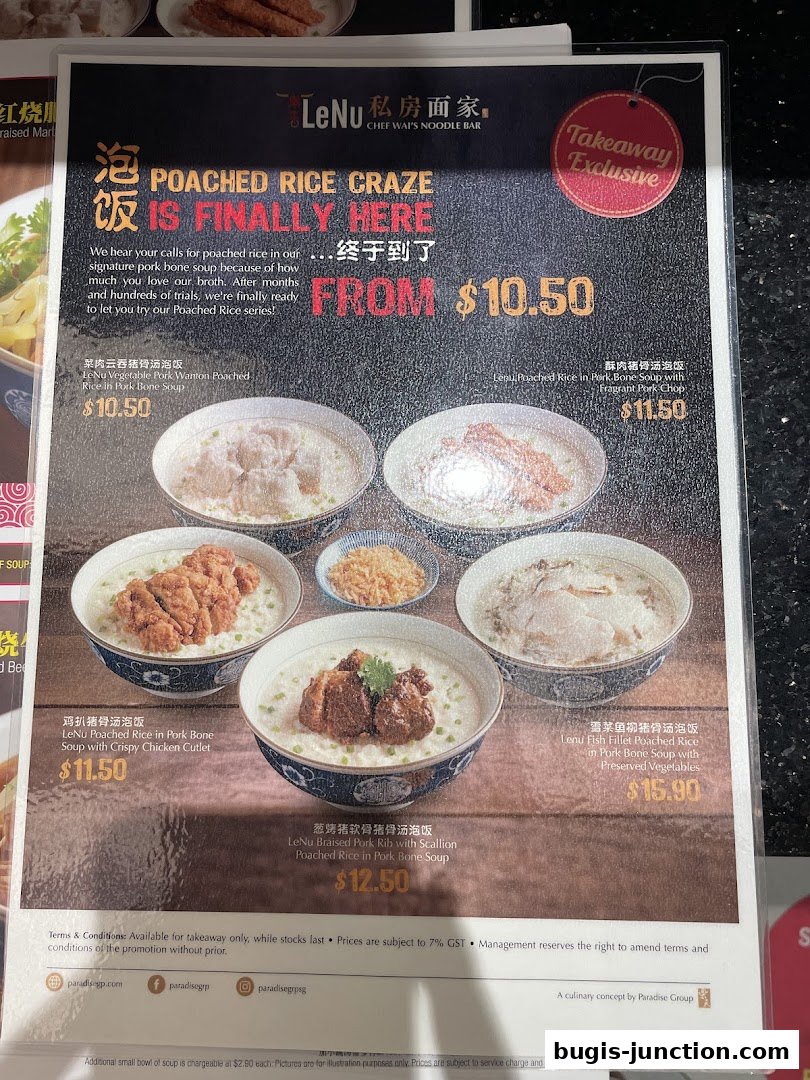 LeNu 私房面家
CHEF WAI'S NOODLE BAR
Takeaway
Exclusive
泡饭
POACHED RICE CRAZE
IS FINALLY HERE
...终于到了
We hear your calls for poached rice in our
signature pork bone soup because of how
much you love our broth. After months
and hundreds of trials, we're finally ready
to let you try our Poached Rice series!
FROM $10.50
菜肉云吞猪骨汤泡饭
LeNu Vegetable Pork Wanton Poached
Rice in Pork Bone Soup
$10.50
酥肉猪骨汤泡饭
Lenu Poached Rice in Pork Bone Soup with
Fragrant Pork Chop
$11.50
鸡扒猪骨汤泡饭
LeNu Poached Rice in Pork Bone
Soup with Crispy Chicken Cutlet
$11.50
雪菜鱼柳猪骨汤泡饭
Lenu Fish Fillet Poached Rice
in Pork Bone Soup with
Preserved Vegetables
$15.90
葱烤猪软骨猪骨汤泡饭
LeNu Braised Pork Rib with Scallion
Poached Rice in Pork Bone Soup
$12.50
Terms & Conditions: Available for takeaway only, while stocks last • Prices are subject to 7% GST • Management reserves the right to amend terms and
conditions of the promotion without prior.
paradisegp.com
paradisegrp
paradisegrpsg
A culinary concept by Paradise Group
Additional small bowl of soup is chargeable at $2.90 each. Pictures are for illustration purposes only. Prices are subject to service charge and
红烧
raised
F SOUP
烧
d Bee
bugis-junction.com